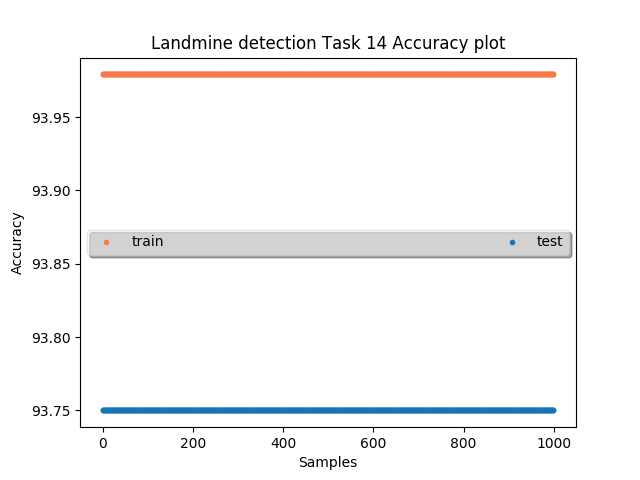 Landmine detection Task 14 Accuracy plot
93.95
93.90
93.85
93.80
93.75
Accuracy
train test
0 200 400 600 800 1000
Samples